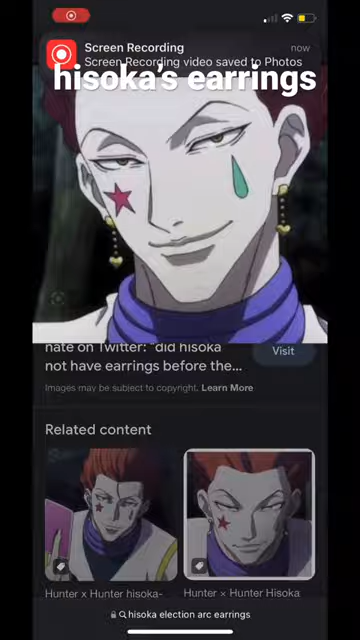 Screen Recording
now
Screen Recording video saved to Photos
hisoka's earrings
nate on Twitter: "did hisoka
not have earrings before the...
Visit
Images may be subject to copyright. Learn More
Related content
Hunter x Hunter hisoka-
Hunter × Hunter Hisoka
hisoka election arc earrings